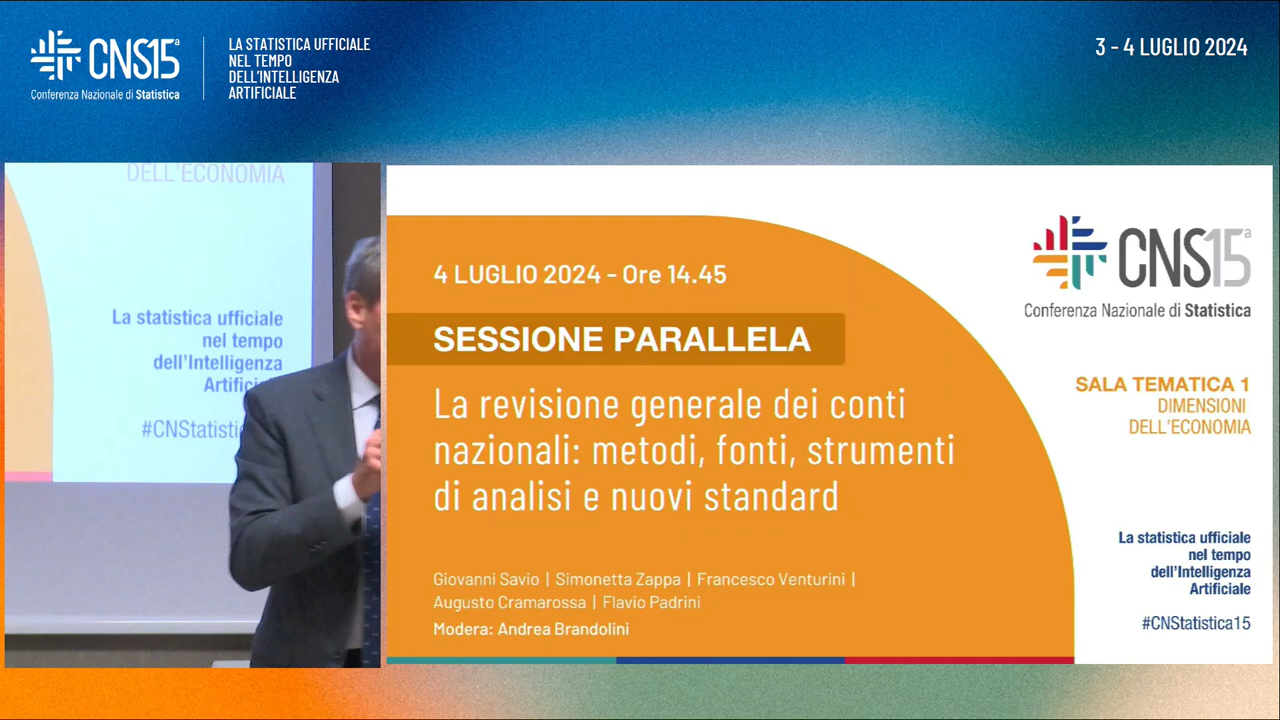 CNS15ª
Conferenza Nazionale di Statistica
LA STATISTICA UFFICIALE
NEL TEMPO
DELL'INTELLIGENZA
ARTIFICIALE
3 - 4 LUGLIO 2024
DELL'ECONOMIA
La statistica ufficiale
nel tempo
dell'Intelligenza
4 LUGLIO 2024 - Ore 14.45
SESSIONE PARALLELA
La revisione generale dei conti
nazionali: metodi, fonti, strumenti
di analisi e nuovi standard
Giovanni Savio | Simonetta Zappa | Francesco Venturini |
Augusto Cramarossa | Flavio Padrini
Modera: Andrea Brandolini
CNS15ª
Conferenza Nazionale di Statistica
SALA TEMATICA 1
DIMENSIONI
DELL'ECONOMIA
La statistica ufficiale
nel tempo
dell'Intelligenza
Artificiale
#CNStatistica15